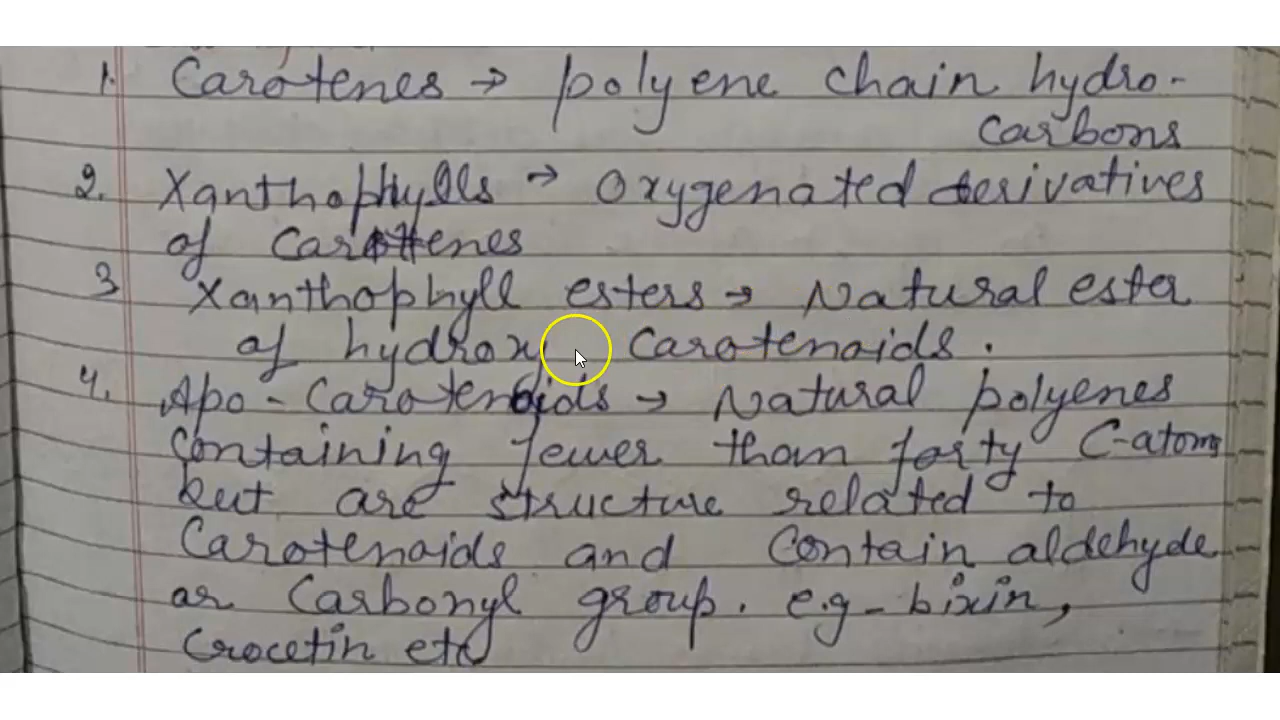 1. Carotenes → polyene chain hydro-
carbons
2. Xanthophylls → Oxygenated derivatives
of carottenes
3 Xanthophyll esters → Natural ester
of hydroxy Carotenoids.
4. Apo-Carotenoids → Natural polyenes
Containing fewer than forty C-atoms
but are structure related to
Carotenoids and Contain aldehyde
or Carbonyl group. e.g - bixin,
Crocetin etc